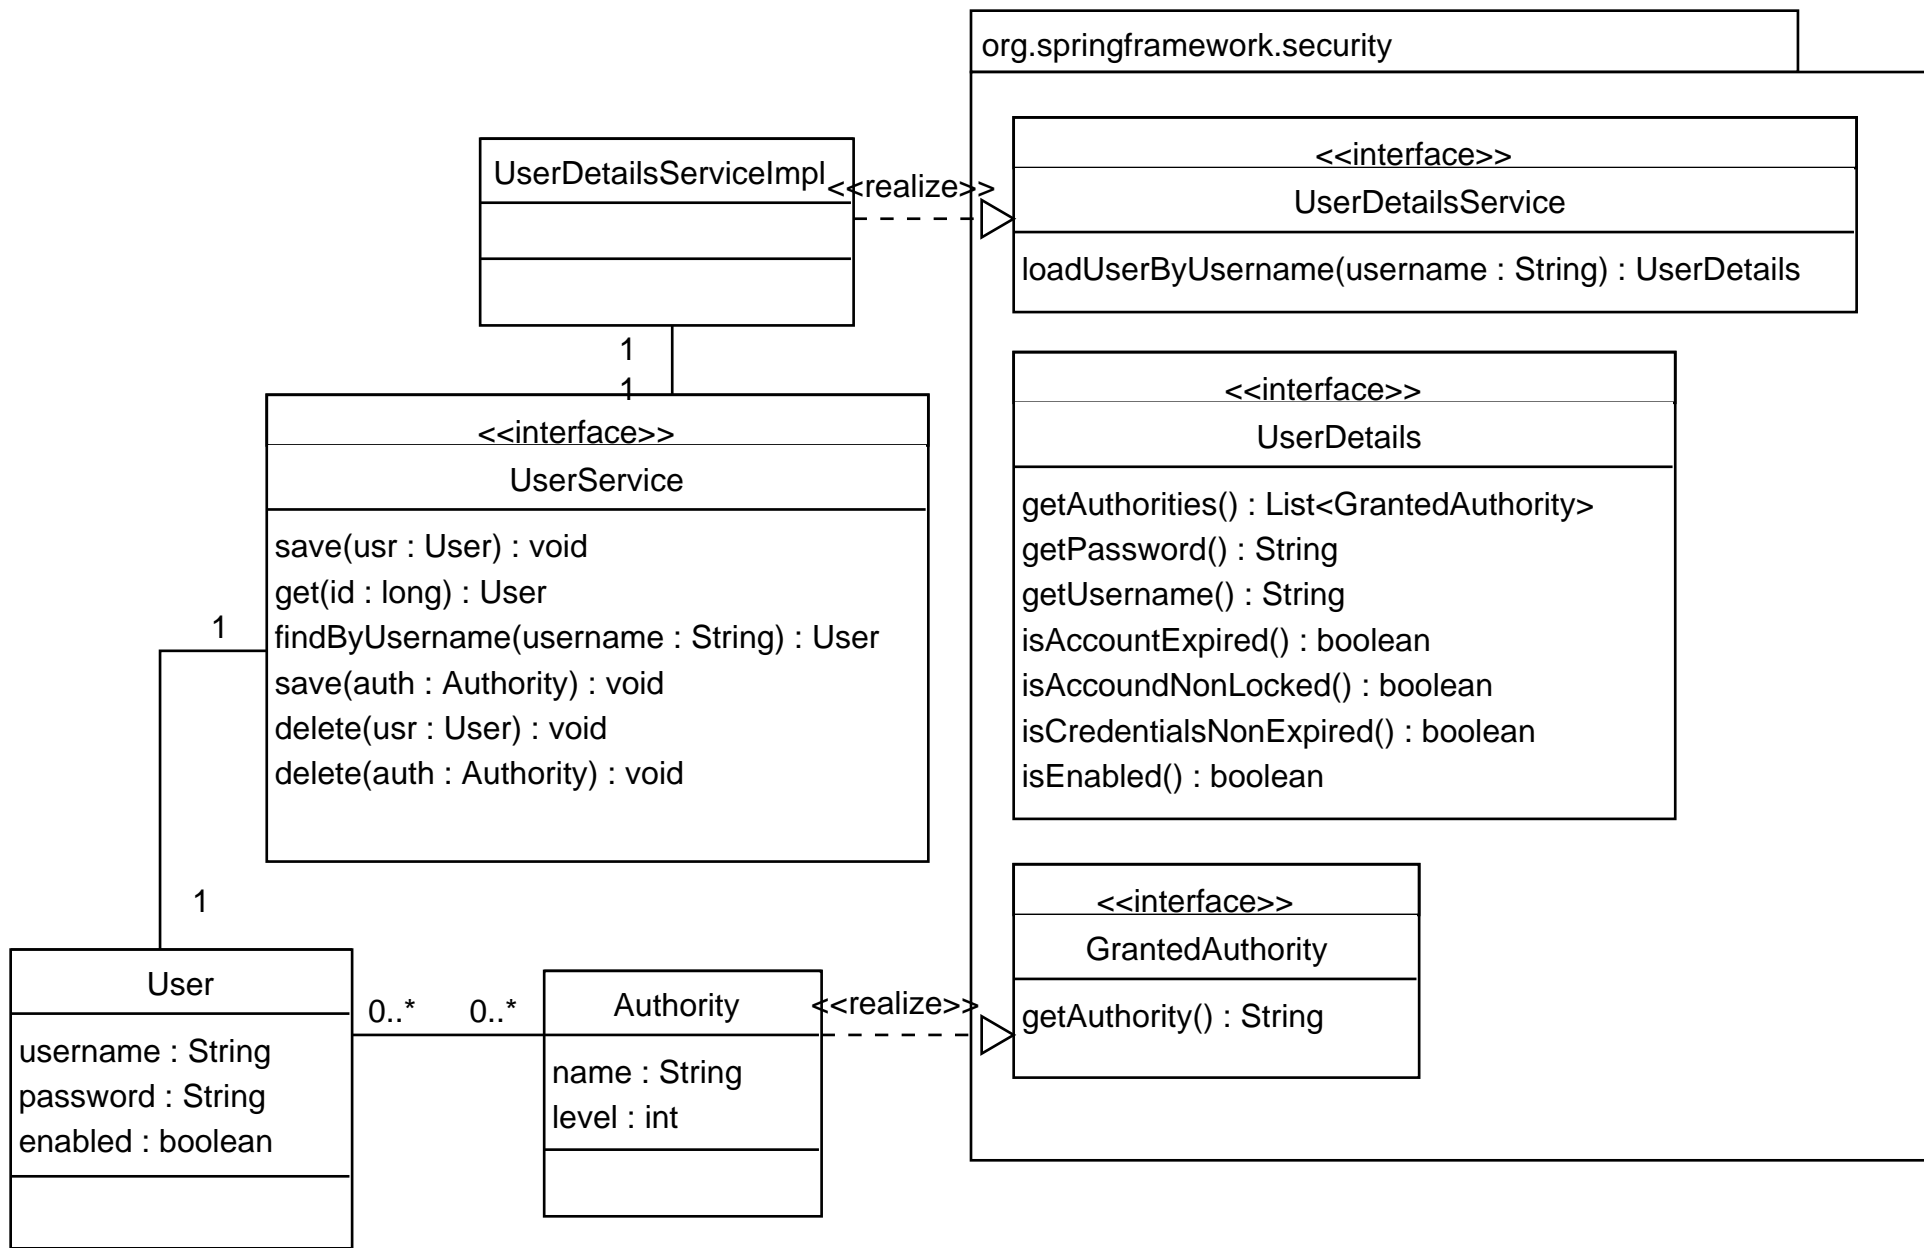 org.springframework.security
<<interface>>
UserDetailsService
loadUserByUsername(username : String) : UserDetails
UserDetailsServiceImpl
<<realize>>
1
1
<<interface>>
UserService
save(usr : User) : void
get(id : long) : User
findByUsername(username : String) : User
save(auth : Authority) : void
delete(usr : User) : void
delete(auth : Authority) : void
<<interface>>
UserDetails
getAuthorities() : List<GrantedAuthority>
getPassword() : String
getUsername() : String
isAccountExpired() : boolean
isAccoundNonLocked() : boolean
isCredentialsNonExpired() : boolean
isEnabled() : boolean
1
1
User
username : String
password : String
enabled : boolean
0..*
0..*
Authority
name : String
level : int
<<realize>>
<<interface>>
GrantedAuthority
getAuthority() : String